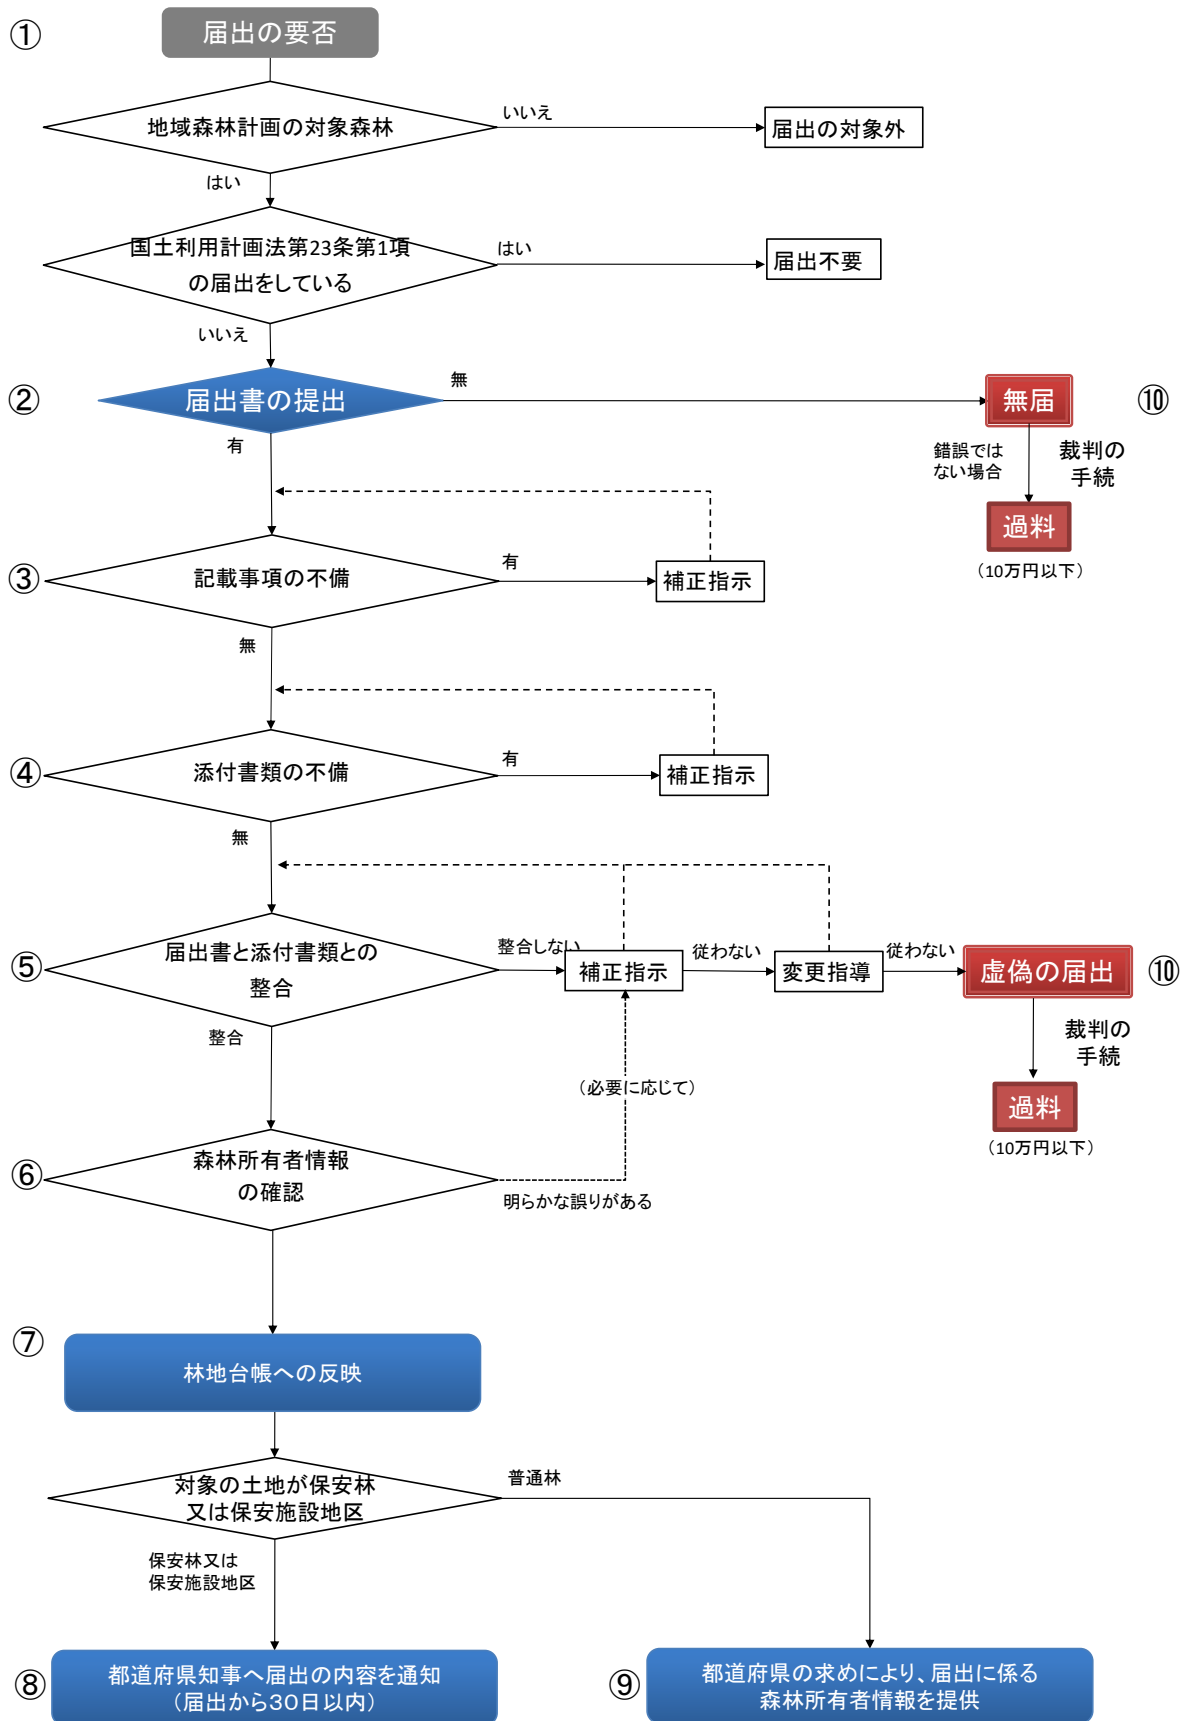 ①
届出の要否
地域森林計画の対象森林
いいえ
届出の対象外
はい
国土利用計画法第23条第1項
の届出をしている
はい
届出不要
いいえ
②
届出書の提出
無
無届
⑩
有
錯誤では
ない場合
裁判の
手続
過料
（10万円以下）
③
記載事項の不備
有
補正指示
無
④
添付書類の不備
有
補正指示
無
⑤
届出書と添付書類との
整合
整合しない
補正指示
従わない
変更指導
従わない
虚偽の届出
⑩
整合
裁判の
手続
（必要に応じて）
過料
（10万円以下）
⑥
森林所有者情報
の確認
明らかな誤りがある
⑦
林地台帳への反映
対象の土地が保安林
又は保安施設地区
普通林
保安林又は
保安施設地区
⑧
都道府県知事へ届出の内容を通知
（届出から30日以内）
⑨
都道府県の求めにより、届出に係る
森林所有者情報を提供